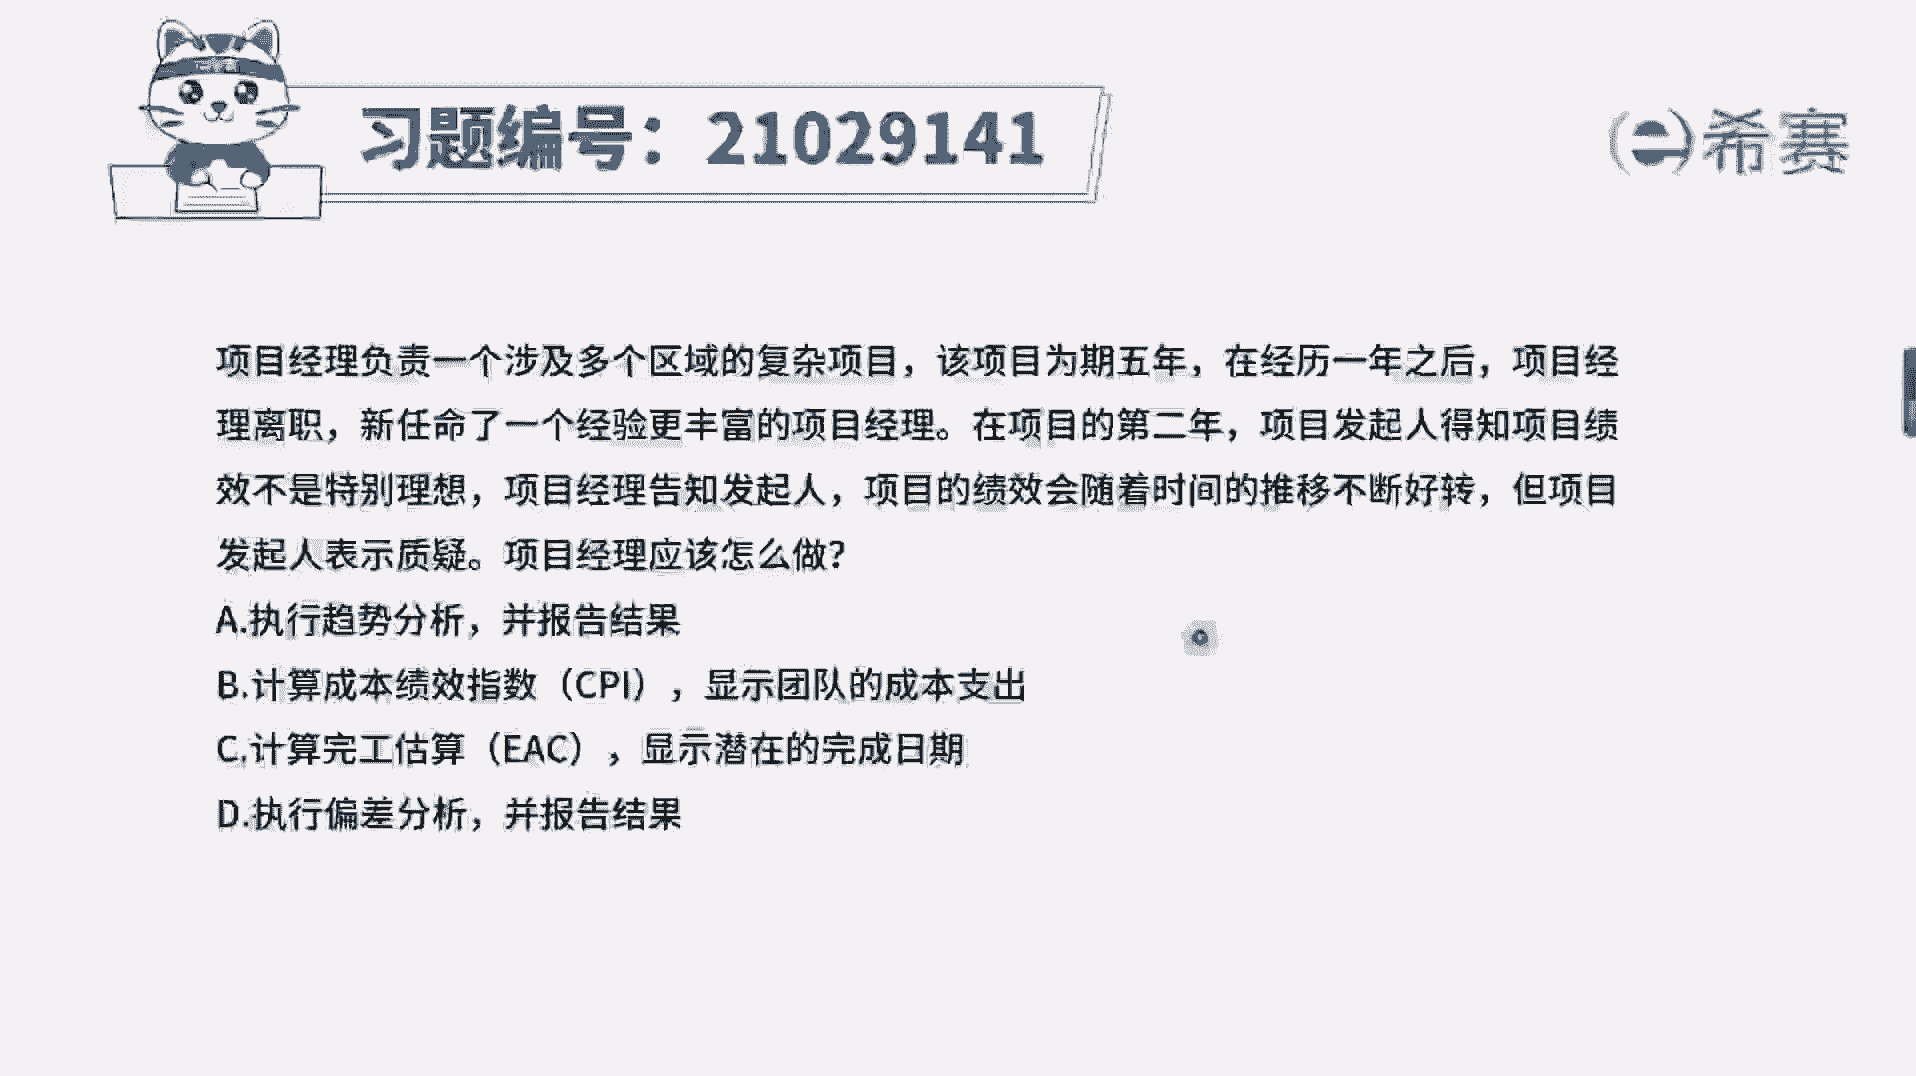 习题编号：21029141
希赛
项目经理负责一个涉及多个区域的复杂项目，该项目为期五年，在经历一年之后，项目经
理离职，新任命了一个经验更丰富的项目经理。在项目的第二年，项目发起人得知项目绩
效不是特别理想，项目经理告知发起人，项目的绩效会随着时间的推移不断好转，但项目
发起人表示质疑。项目经理应该怎么做？
A.执行趋势分析，并报告结果
B.计算成本绩效指数（CPI），显示团队的成本支出
C.计算完工估算（EAC），显示潜在的完成日期
D.执行偏差分析，并报告结果